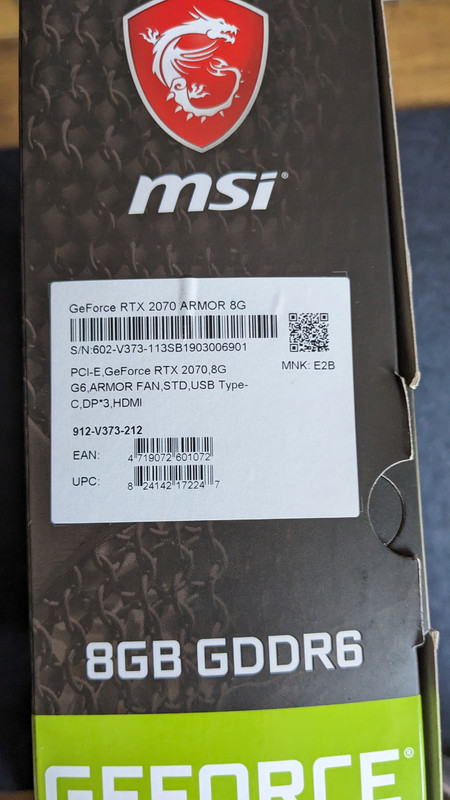 msi®
GeForce RTX 2070 ARMOR 8G
S/N:602-V373-113SB1903006901
PCI-E,GeForce RTX 2070,8G
G6,ARMOR FAN,STD,USB Type-
C,DP*3,HDMI
MNK: E2B
912-V373-212
EAN: 4 719072 601072
UPC: 8 24142 17224 7
8GB GDDR6
GEFORCE®